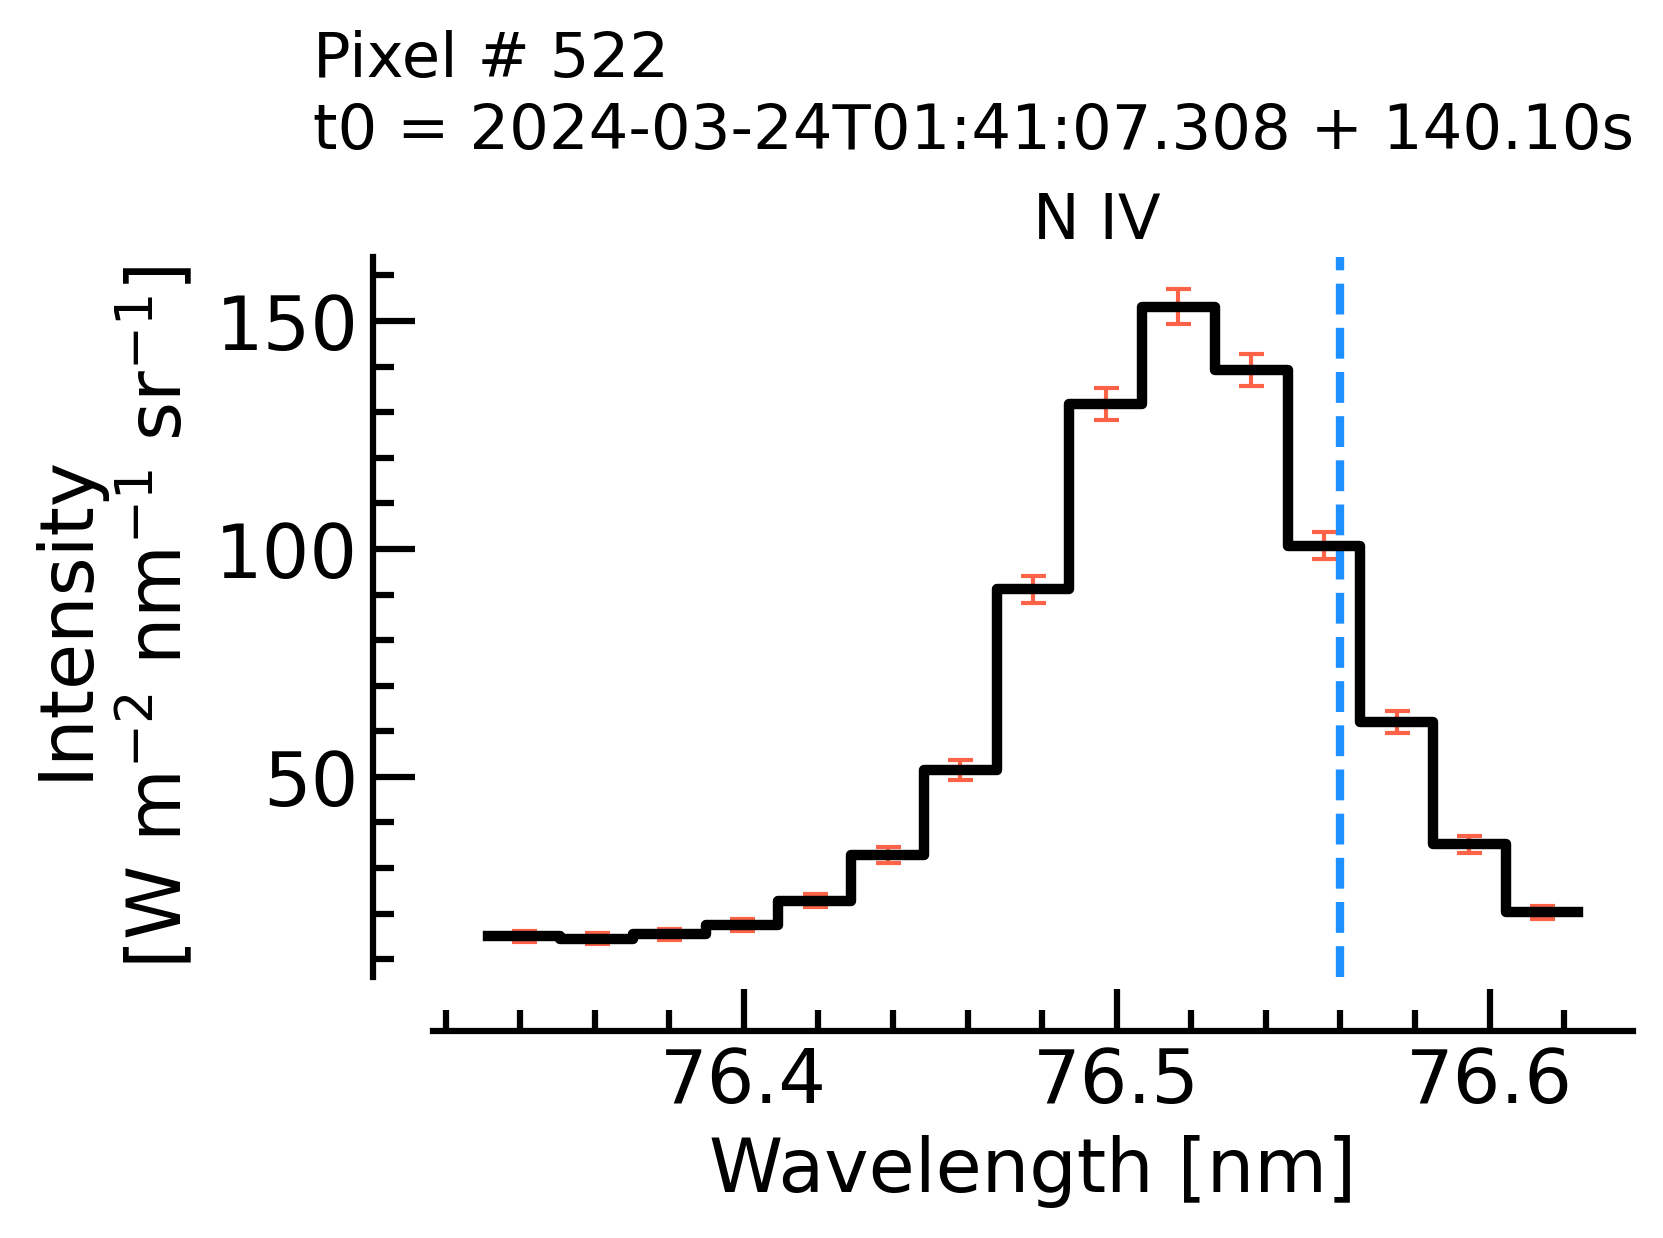 Pixel # 522
t0 = 2024-03-24T01:41:07.308 + 140.10s
N IV
Intensity
[W m⁻² nm⁻¹ sr⁻¹]
150
100
50
76.4 76.5 76.6
Wavelength [nm]